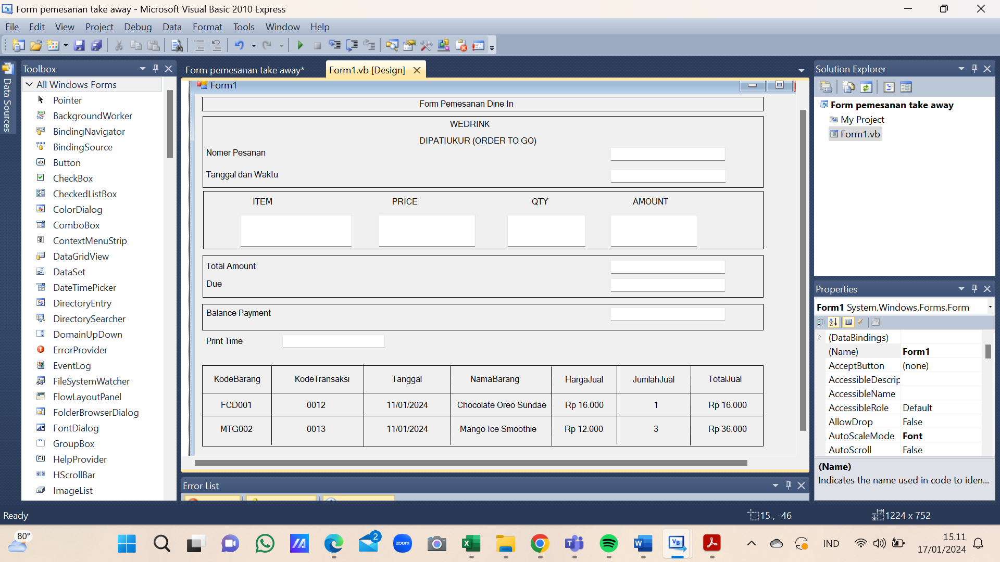 Form pemesanan take away - Microsoft Visual Basic 2010 Express
File Edit View Project Debug Data Format Tools Window Help
Data Sources
Toolbox
All Windows Forms
Pointer
BackgroundWorker
BindingNavigator
BindingSource
Button
CheckBox
CheckedListBox
ColorDialog
ComboBox
ContextMenuStrip
DataGridView
DataSet
DateTimePicker
DirectoryEntry
DirectorySearcher
DomainUpDown
ErrorProvider
EventLog
FileSystemWatcher
FlowLayoutPanel
FolderBrowserDialog
FontDialog
GroupBox
HelpProvider
HScrollBar
ImageList
Form pemesanan take away* Form1.vb [Design]
Form1
Form Pemesanan Dine In
WEDRINK
DIPATIUKUR (ORDER TO GO)
Nomer Pesanan
Tanggal dan Waktu
ITEM PRICE QTY AMOUNT
Total Amount
Due
Balance Payment
Print Time
KodeBarang KodeTransaksi Tanggal NamaBarang HargaJual JumlahJual TotalJual
FCD001 0012 11/01/2024 Chocolate Oreo Sundae Rp 16.000 1 Rp 16.000
MTG002 0013 11/01/2024 Mango Ice Smoothie Rp 12.000 3 Rp 36.000
Error List
Solution Explorer
Form pemesanan take away
My Project
Form1.vb
Properties
Form1 System.Windows.Forms.Form
(DataBindings)
(Name) Form1
AcceptButton (none)
AccessibleDescrip
AccessibleName
AccessibleRole Default
AllowDrop False
AutoScaleMode Font
AutoScroll False
(Name)
Indicates the name used in code to iden...
Ready 15 , -46 1224 x 752
80° 2 zoom IND 15.11
17/01/2024